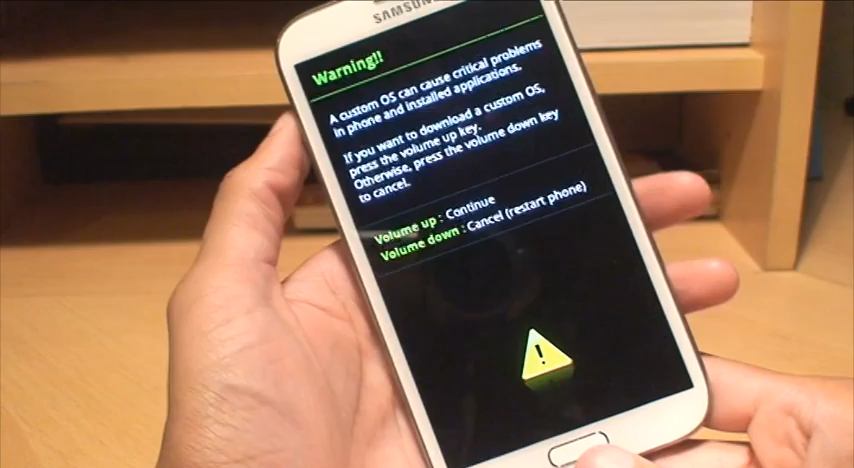 SAMSUNG
Warning!!
A custom OS can cause critical problems
in phone and installed applications.
If you want to download a custom OS,
press the volume up key.
Otherwise, press the volume down key
to cancel.
Volume up : Continue
Volume down : Cancel (restart phone)